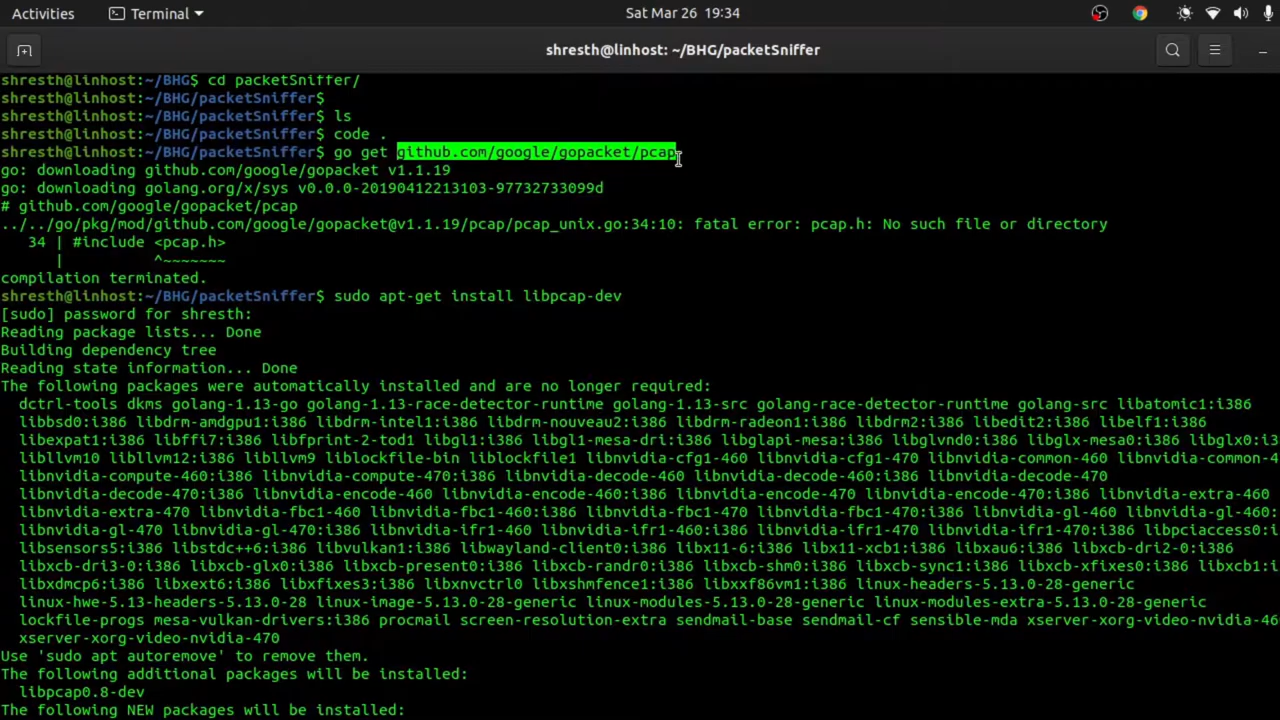 Activities
Terminal
Sat Mar 26 19:34
shresth@linhost: ~/BHG/packetSniffer
shresth@linhost:~/BHG$ cd packetSniffer/
shresth@linhost:~/BHG/packetSniffer$
shresth@linhost:~/BHG/packetSniffer$ ls
shresth@linhost:~/BHG/packetSniffer$ code .
shresth@linhost:~/BHG/packetSniffer$ go get github.com/google/gopacket/pcap
go: downloading github.com/google/gopacket v1.1.19
go: downloading golang.org/x/sys v0.0.0-20190412213103-97732733099d
# github.com/google/gopacket/pcap
../../go/pkg/mod/github.com/google/gopacket@v1.1.19/pcap/pcap_unix.go:34:10: fatal error: pcap.h: No such file or directory
34 | #include <pcap.h>
| ^~~~~~~~
compilation terminated.
shresth@linhost:~/BHG/packetSniffer$ sudo apt-get install libpcap-dev
[sudo] password for shresth:
Reading package lists... Done
Building dependency tree
Reading state information... Done
The following packages were automatically installed and are no longer required:
dctrl-tools dkms golang-1.13-go golang-1.13-race-detector-runtime golang-1.13-src golang-race-detector-runtime golang-src libatomic1:i386
libbsd0:i386 libdrm-amdgpu1:i386 libdrm-intel1:i386 libdrm-nouveau2:i386 libdrm-radeon1:i386 libdrm2:i386 libedit2:i386 libelf1:i386
libexpat1:i386 libffi7:i386 libfprint-2-tod1 libgl1:i386 libgl1-mesa-dri:i386 libglapi-mesa:i386 libglvnd0:i386 libglx-mesa0:i386 libglx0:i3
libllvm10 libllvm12:i386 libllvm9 liblockfile-bin liblockfile1 libnvidia-cfg1-460 libnvidia-cfg1-470 libnvidia-common-460 libnvidia-common-4
libnvidia-compute-460:i386 libnvidia-compute-470:i386 libnvidia-decode-460 libnvidia-decode-460:i386 libnvidia-decode-470
libnvidia-decode-470:i386 libnvidia-encode-460 libnvidia-encode-460:i386 libnvidia-encode-470 libnvidia-encode-470:i386 libnvidia-extra-460
libnvidia-extra-470 libnvidia-fbc1-460 libnvidia-fbc1-460:i386 libnvidia-fbc1-470 libnvidia-fbc1-470:i386 libnvidia-gl-460 libnvidia-gl-460:
libnvidia-gl-470 libnvidia-gl-470:i386 libnvidia-ifr1-460 libnvidia-ifr1-460:i386 libnvidia-ifr1-470 libnvidia-ifr1-470:i386 libpciaccess0:i
libsensors5:i386 libstdc++6:i386 libvulkan1:i386 libwayland-client0:i386 libx11-6:i386 libx11-xcb1:i386 libxau6:i386 libxcb-dri2-0:i386
libxcb-dri3-0:i386 libxcb-glx0:i386 libxcb-present0:i386 libxcb-randr0:i386 libxcb-shm0:i386 libxcb-sync1:i386 libxcb-xfixes0:i386 libxcb1:i
libxdmcp6:i386 libxext6:i386 libxfixes3:i386 libxnvctrl0 libxshmfence1:i386 libxxf86vm1:i386 linux-headers-5.13.0-28-generic
linux-hwe-5.13-headers-5.13.0-28 linux-image-5.13.0-28-generic linux-modules-5.13.0-28-generic linux-modules-extra-5.13.0-28-generic
lockfile-progs mesa-vulkan-drivers:i386 procmail screen-resolution-extra sendmail-base sendmail-cf sensible-mda xserver-xorg-video-nvidia-46
xserver-xorg-video-nvidia-470
Use 'sudo apt autoremove' to remove them.
The following additional packages will be installed:
libpcap0.8-dev
The following NEW packages will be installed: